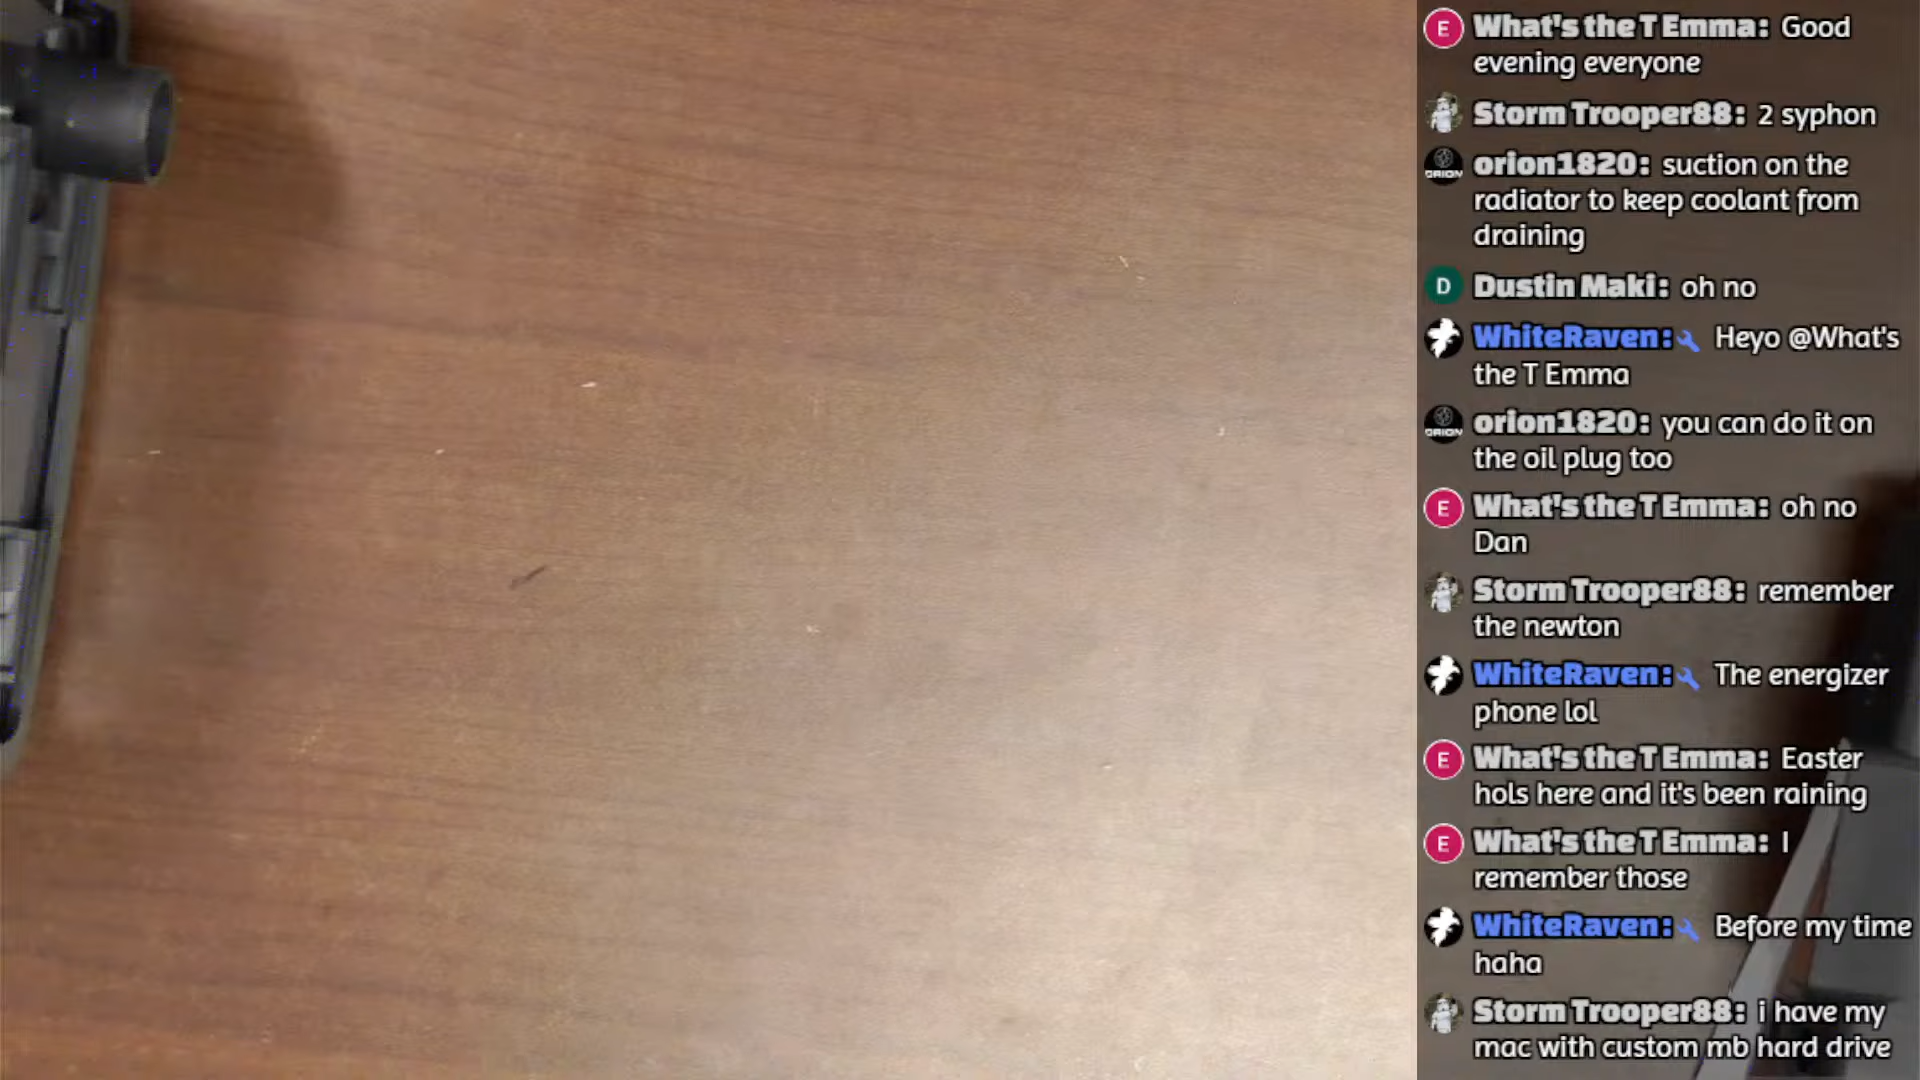 E What's the T Emma: Good
evening everyone
Storm Trooper88: 2 syphon
ORION orion1820: suction on the
radiator to keep coolant from
draining
D Dustin Maki: oh no
WhiteRaven: Heyo @What's
the T Emma
ORION orion1820: you can do it on
the oil plug too
E What's the T Emma: oh no
Dan
Storm Trooper88: remember
the newton
WhiteRaven: The energizer
phone lol
E What's the T Emma: Easter
hols here and it's been raining
E What's the T Emma: I
remember those
WhiteRaven: Before my time
haha
Storm Trooper88: i have my
mac with custom mb hard drive